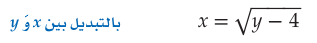 x = √(y − 4) بالتبديل بين x وَ y